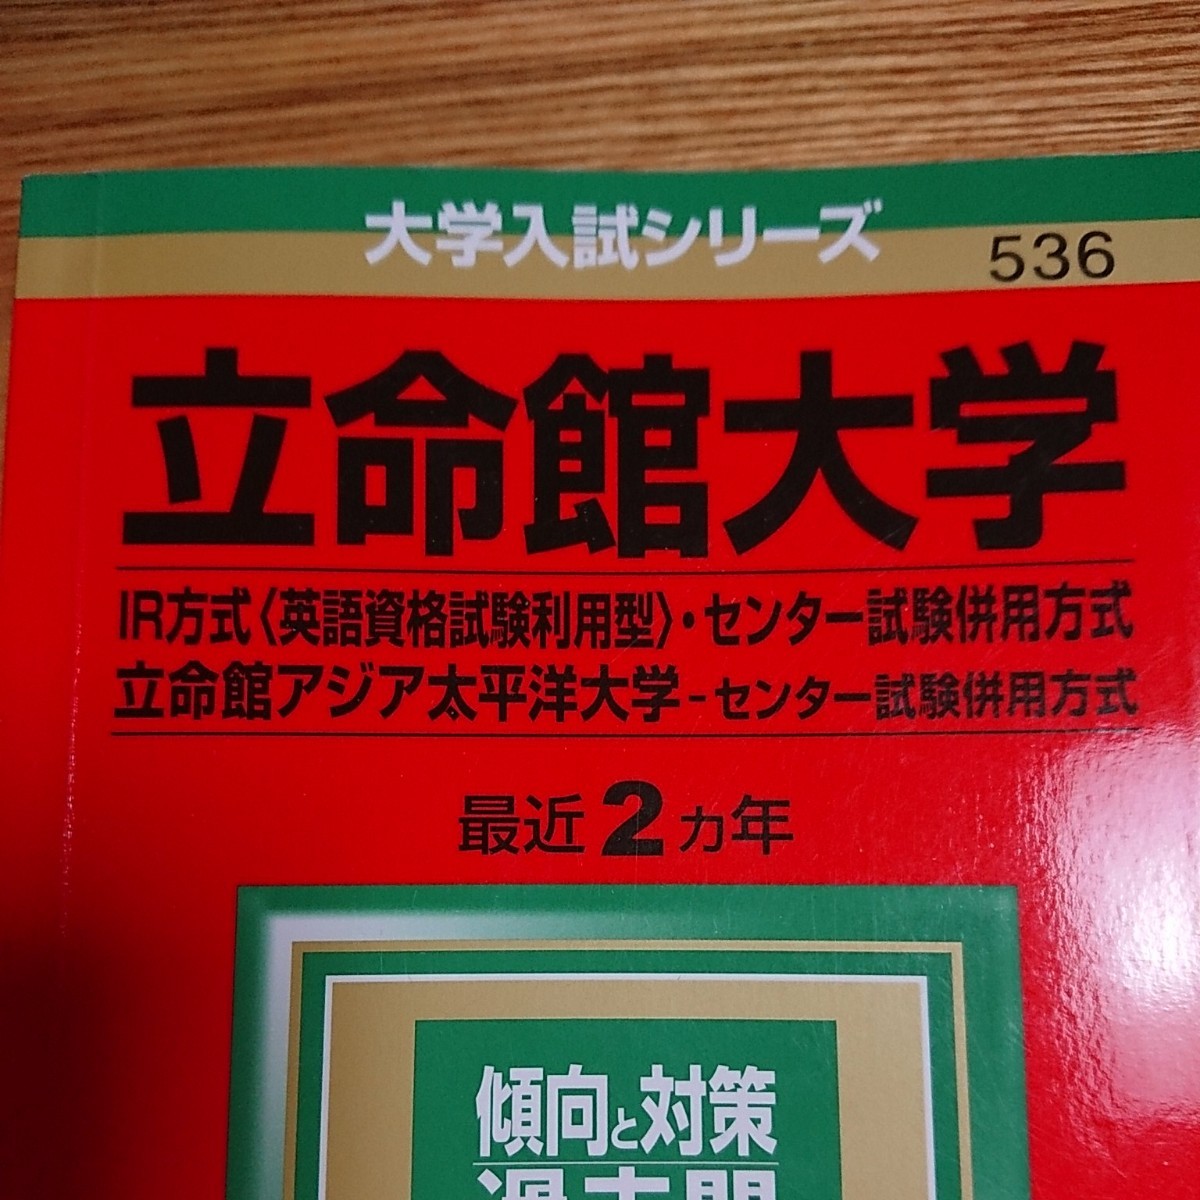 大学入試シリーズ
536
立命館大学
IR方式〈英語資格試験利用型〉・センター試験併用方式
立命館アジア太平洋大学-センター試験併用方式
最近2カ年
傾向と対策
過去問